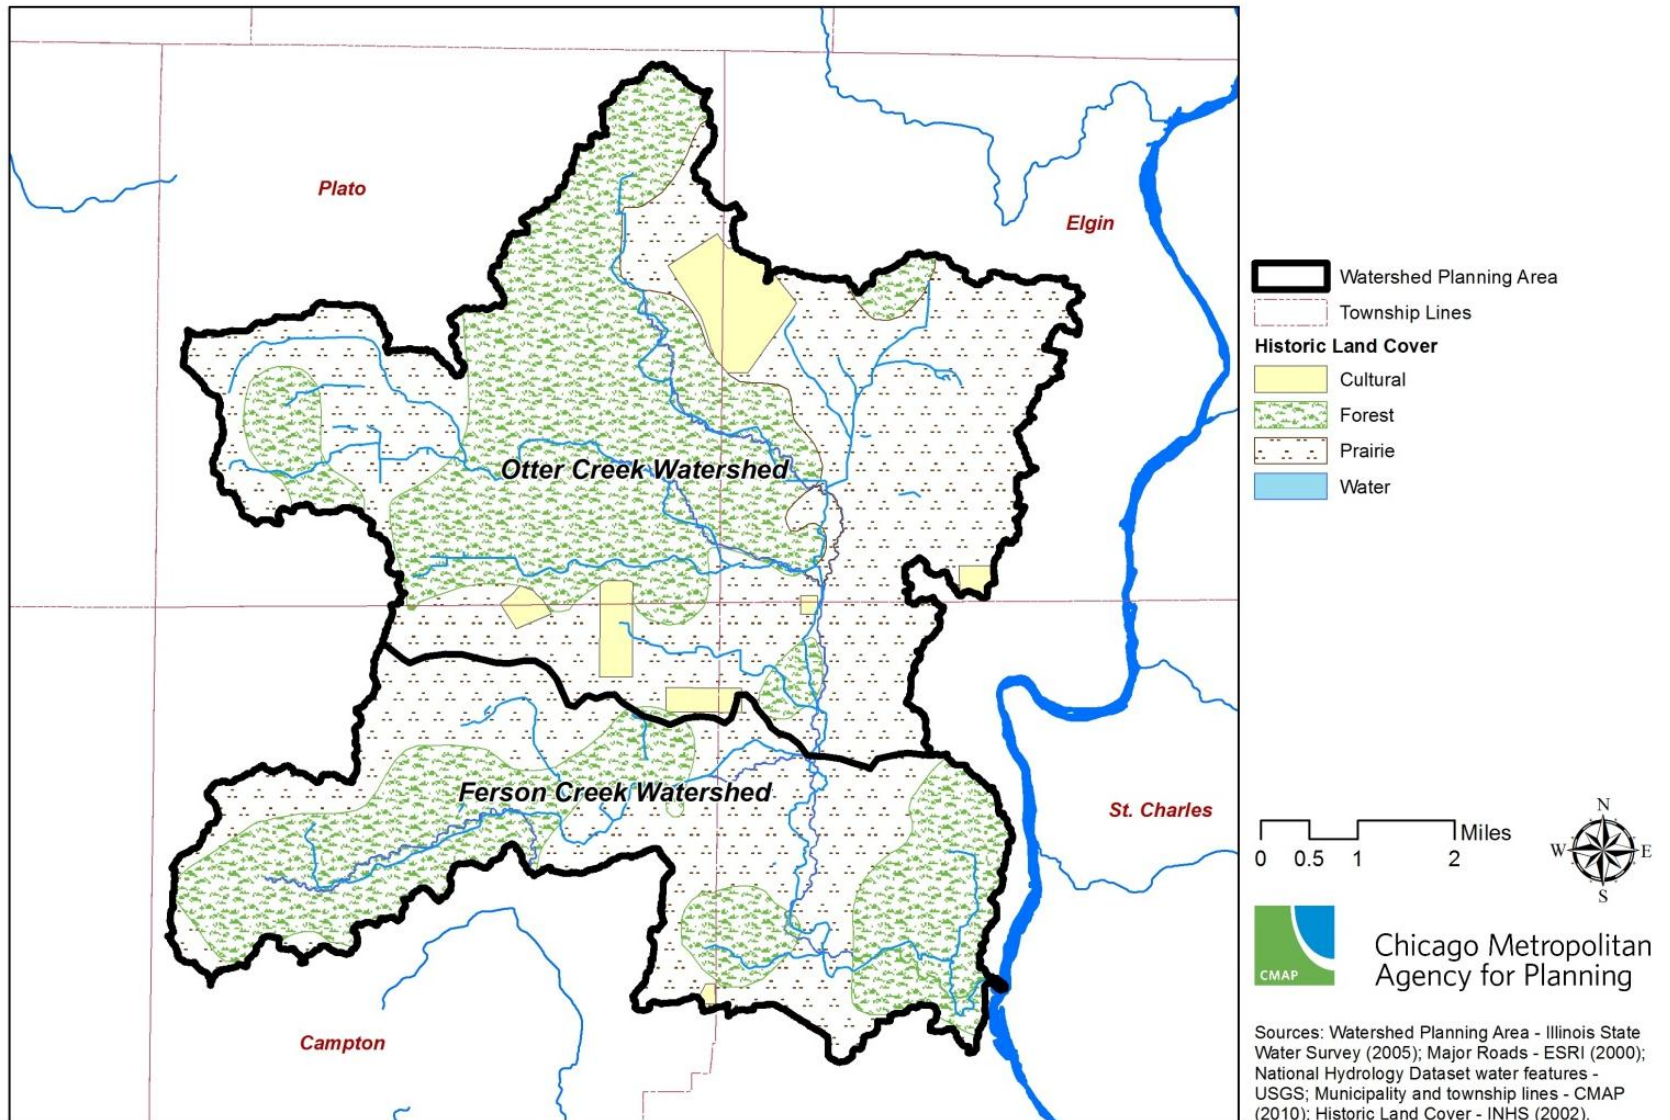 Plato
Elgin
Otter Creek Watershed
Ferson Creek Watershed
St. Charles
Campton
Watershed Planning Area
Township Lines
Historic Land Cover
Cultural
Forest
Prairie
Water
Miles
0 0.5 1 2
N
W E
S
CMAP
Chicago Metropolitan
Agency for Planning
Sources: Watershed Planning Area - Illinois State
Water Survey (2005); Major Roads - ESRI (2000);
National Hydrology Dataset water features -
USGS; Municipality and township lines - CMAP
(2010); Historic Land Cover - INHS (2002).